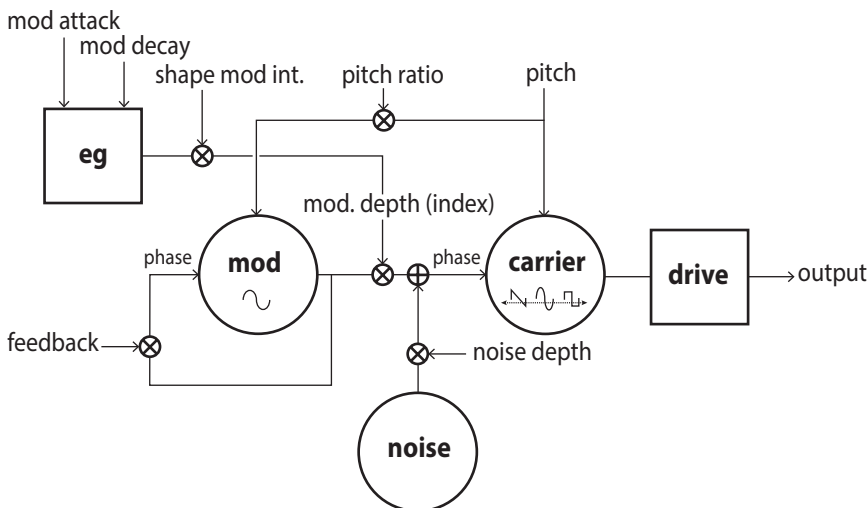 mod attack
mod decay
shape mod int.
pitch ratio
pitch
eg
mod. depth (index)
phase
mod
phase
carrier
drive
output
feedback
noise depth
noise